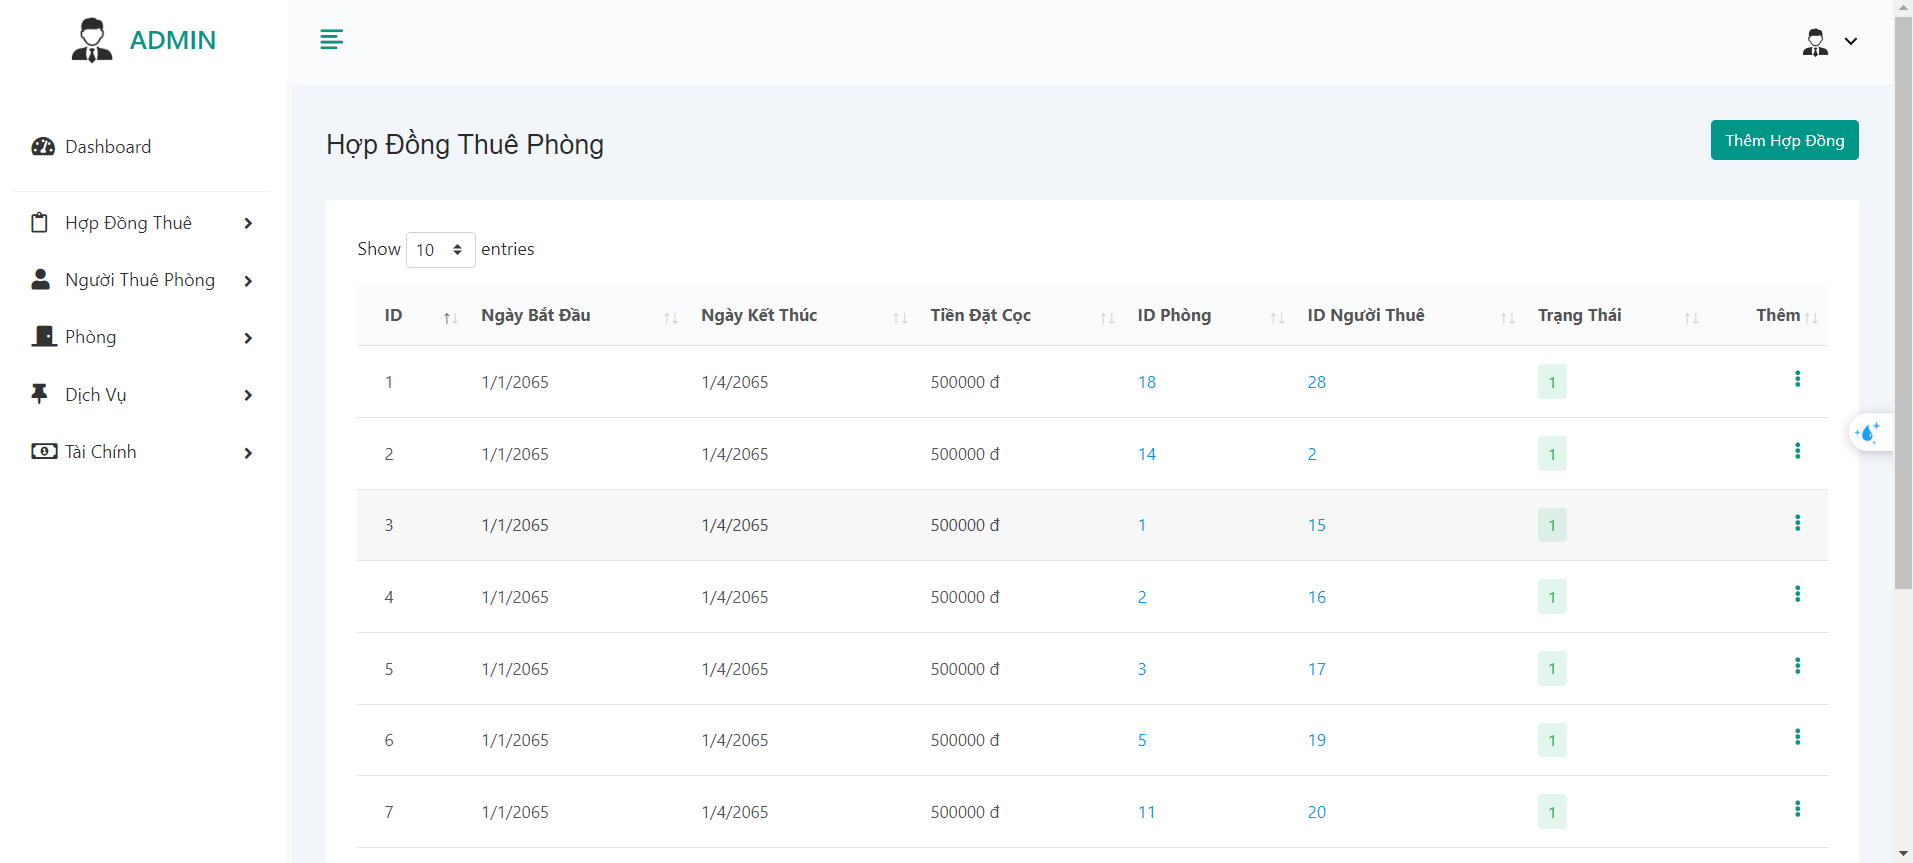 ADMIN
Dashboard
Hợp Đồng Thuê
Người Thuê Phòng
Phòng
Dịch Vụ
Tài Chính
Hợp Đồng Thuê Phòng
Thêm Hợp Đồng
Show 10 entries
ID Ngày Bắt Đầu Ngày Kết Thúc Tiền Đặt Cọc ID Phòng ID Người Thuê Trạng Thái Thêm
1 1/1/2065 1/4/2065 500000 đ 18 28 1
2 1/1/2065 1/4/2065 500000 đ 14 2 1
3 1/1/2065 1/4/2065 500000 đ 1 15 1
4 1/1/2065 1/4/2065 500000 đ 2 16 1
5 1/1/2065 1/4/2065 500000 đ 3 17 1
6 1/1/2065 1/4/2065 500000 đ 5 19 1
7 1/1/2065 1/4/2065 500000 đ 11 20 1